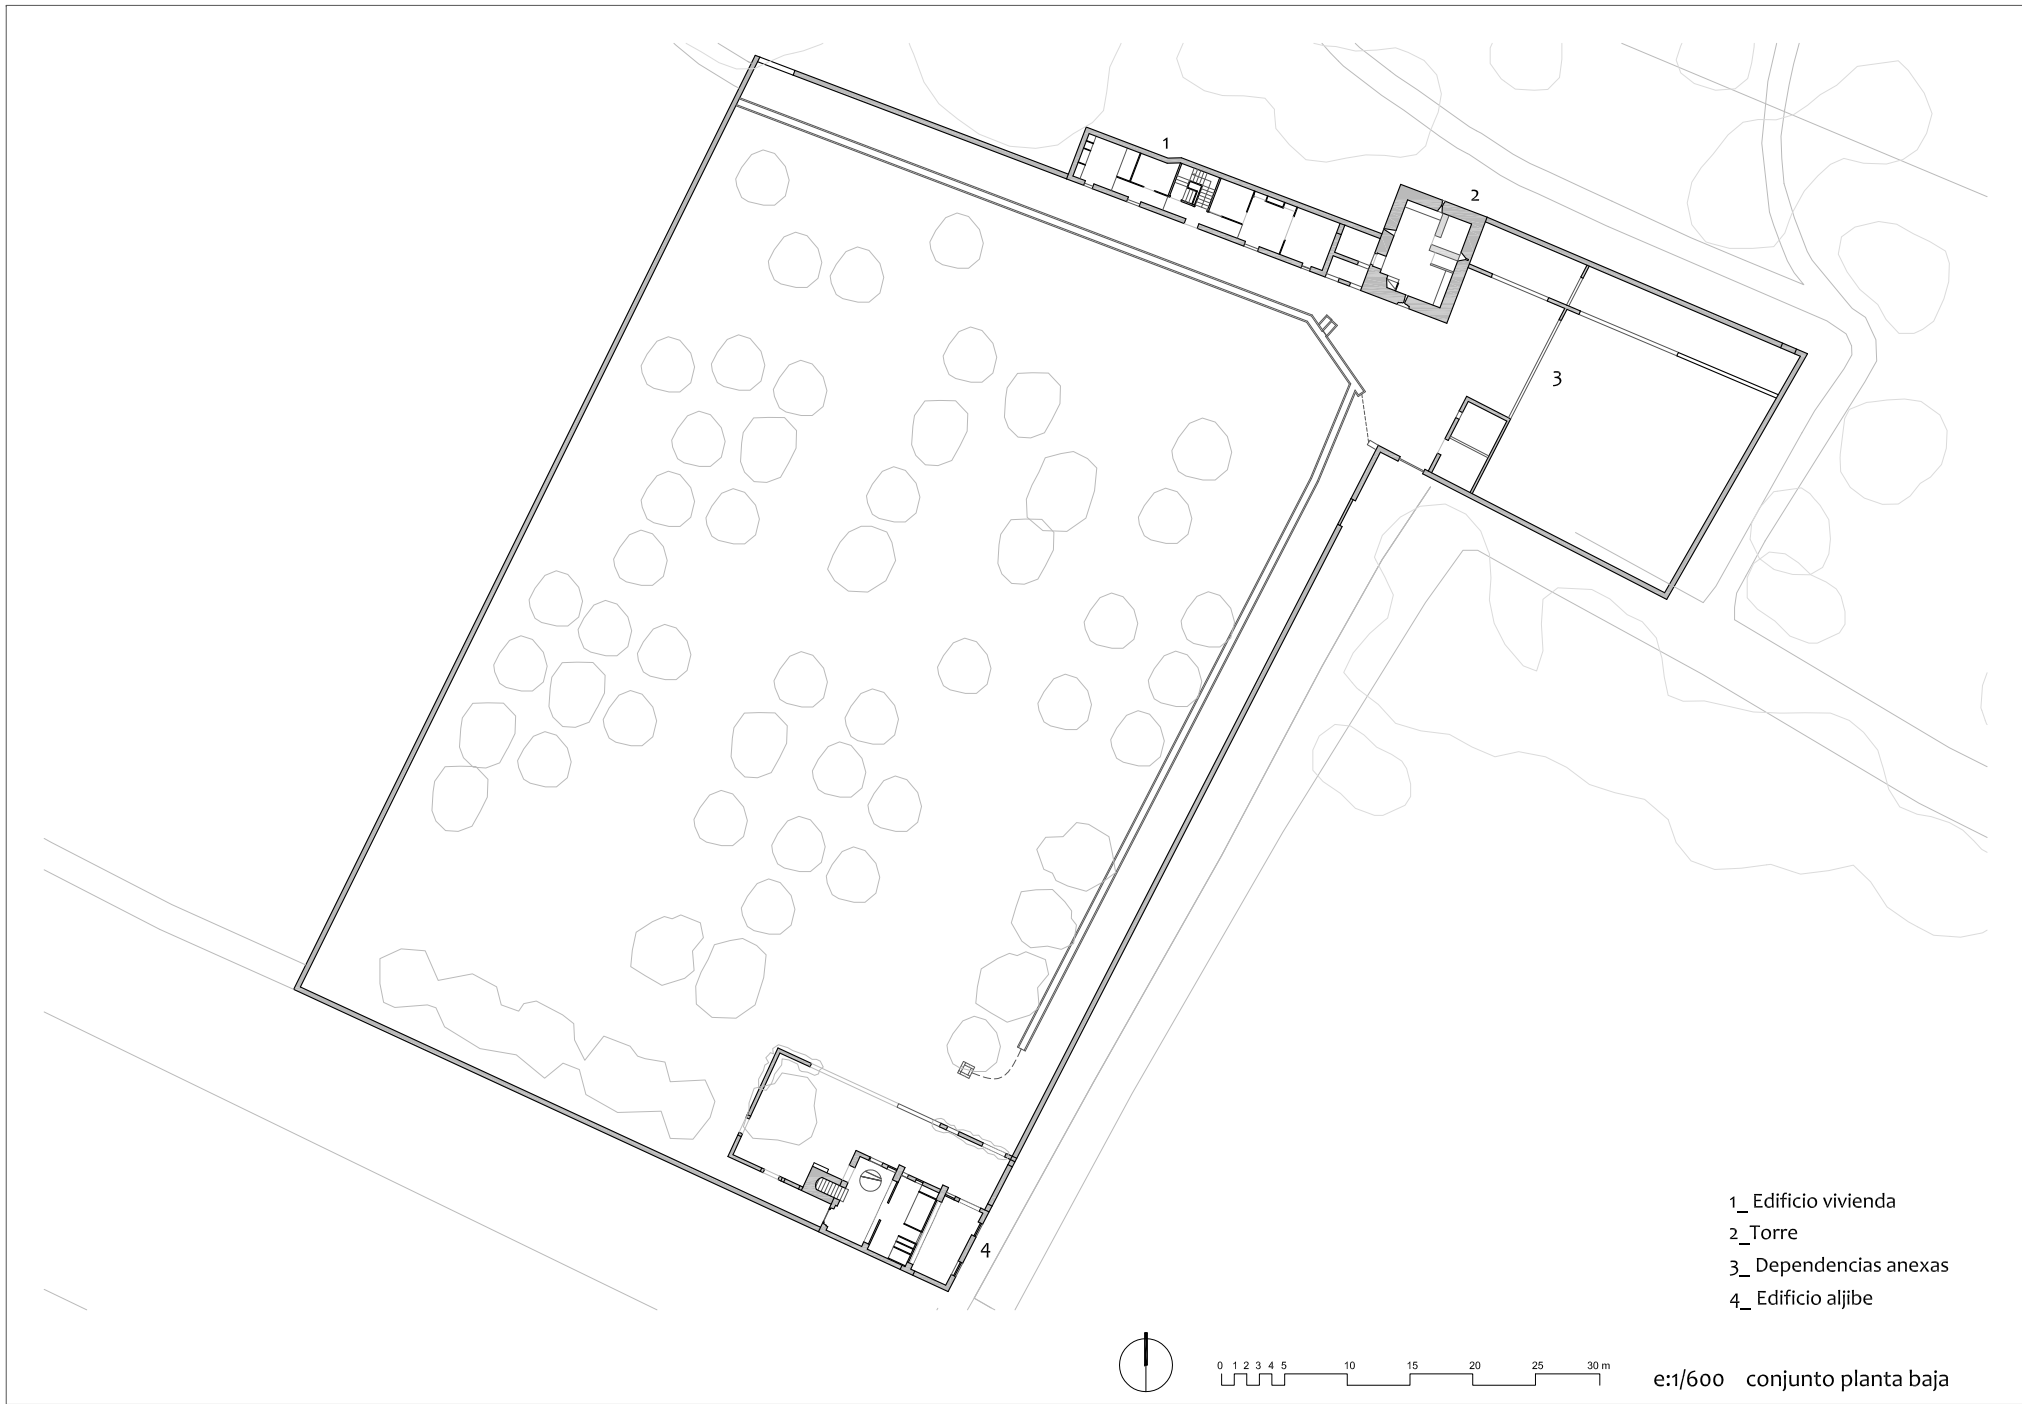 1
2
3
4
1_ Edificio vivienda
2_Torre
3_ Dependencias anexas
4_ Edificio aljibe
0 1 2 3 4 5 10 15 20 25 30 m
e:1/600 conjunto planta baja